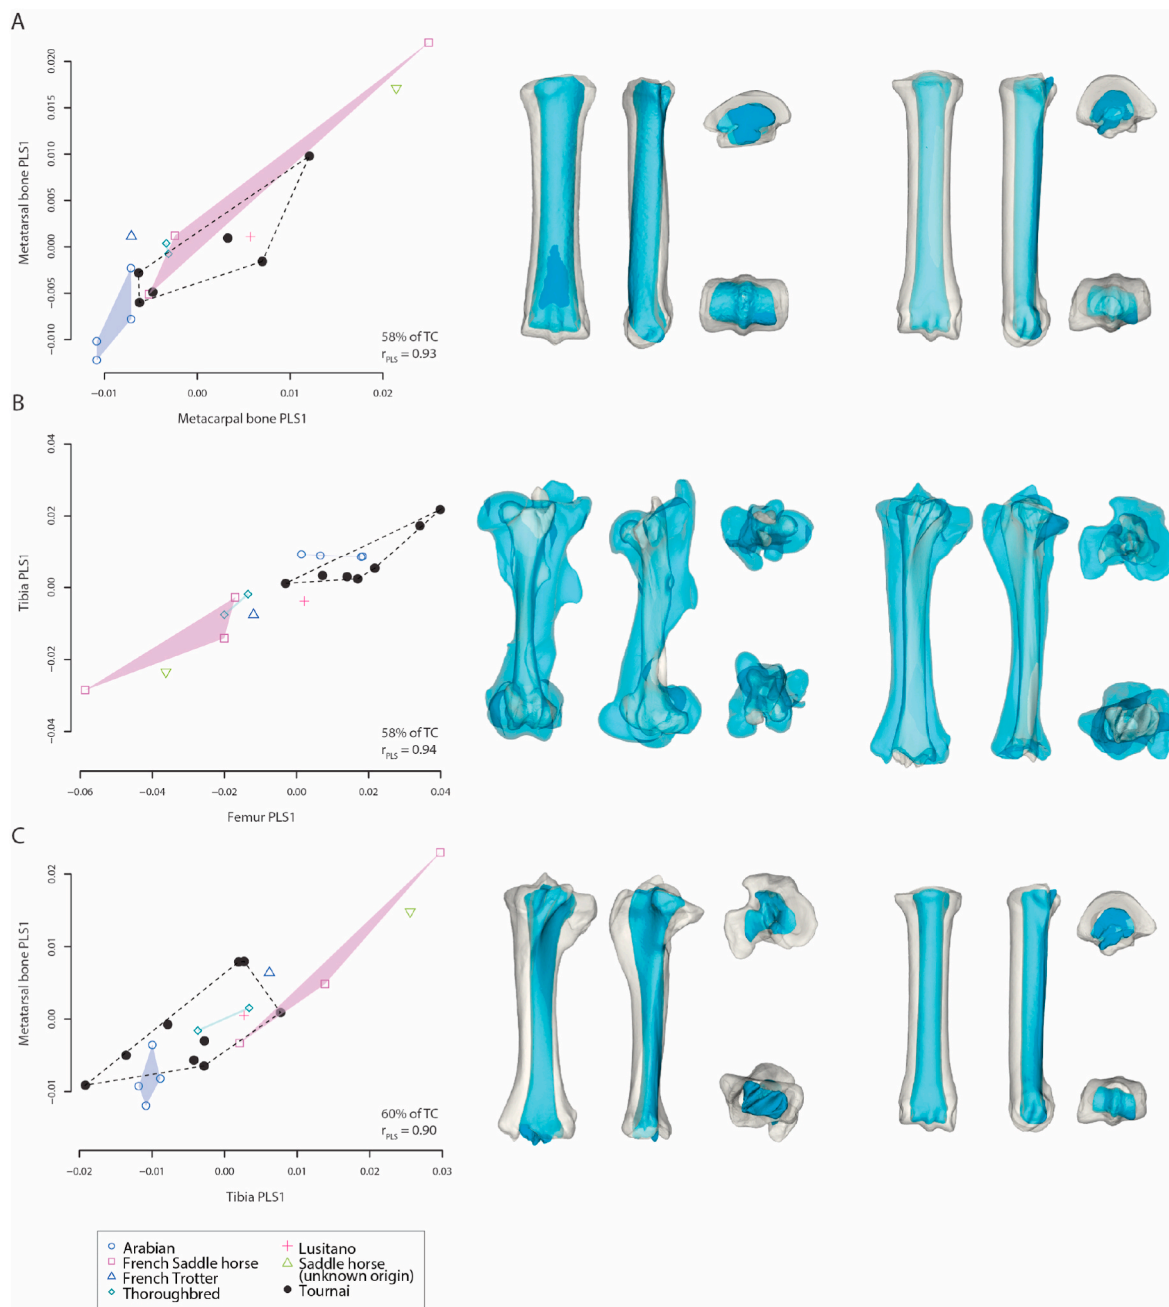 A
Metatarsal bone PLS1
0.020
0.015
0.010
0.005
0.000
−0.005
−0.010
58% of TC
rPLS = 0.93
−0.01 0.00 0.01 0.02
Metacarpal bone PLS1
B
Tibia PLS1
0.04
0.02
0.00
−0.02
−0.04
58% of TC
rPLS = 0.94
−0.06 −0.04 −0.02 0.00 0.02 0.04
Femur PLS1
C
Metatarsal bone PLS1
0.02
0.01
0.00
−0.01
60% of TC
rPLS = 0.90
−0.02 −0.01 0.00 0.01 0.02 0.03
Tibia PLS1
Arabian
French Saddle horse
French Trotter
Thoroughbred
Lusitano
Saddle horse
(unknown origin)
Tournai